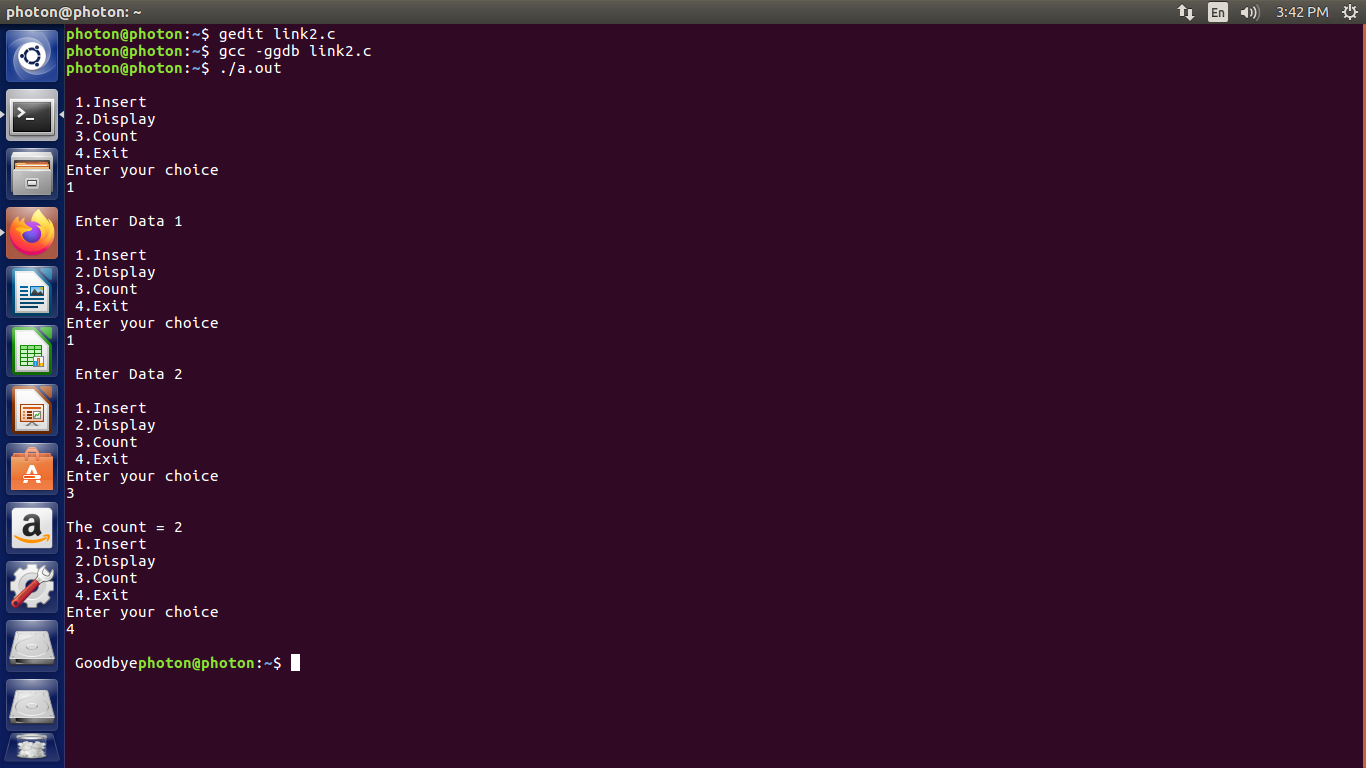 photon@photon: ~
En
3:42 PM
photon@photon:~$ gedit link2.c
photon@photon:~$ gcc -ggdb link2.c
photon@photon:~$ ./a.out
1.Insert
2.Display
3.Count
4.Exit
Enter your choice
1
Enter Data 1
1.Insert
2.Display
3.Count
4.Exit
Enter your choice
1
Enter Data 2
1.Insert
2.Display
3.Count
4.Exit
Enter your choice
3
The count = 2
1.Insert
2.Display
3.Count
4.Exit
Enter your choice
4
Goodbyephoton@photon:~$